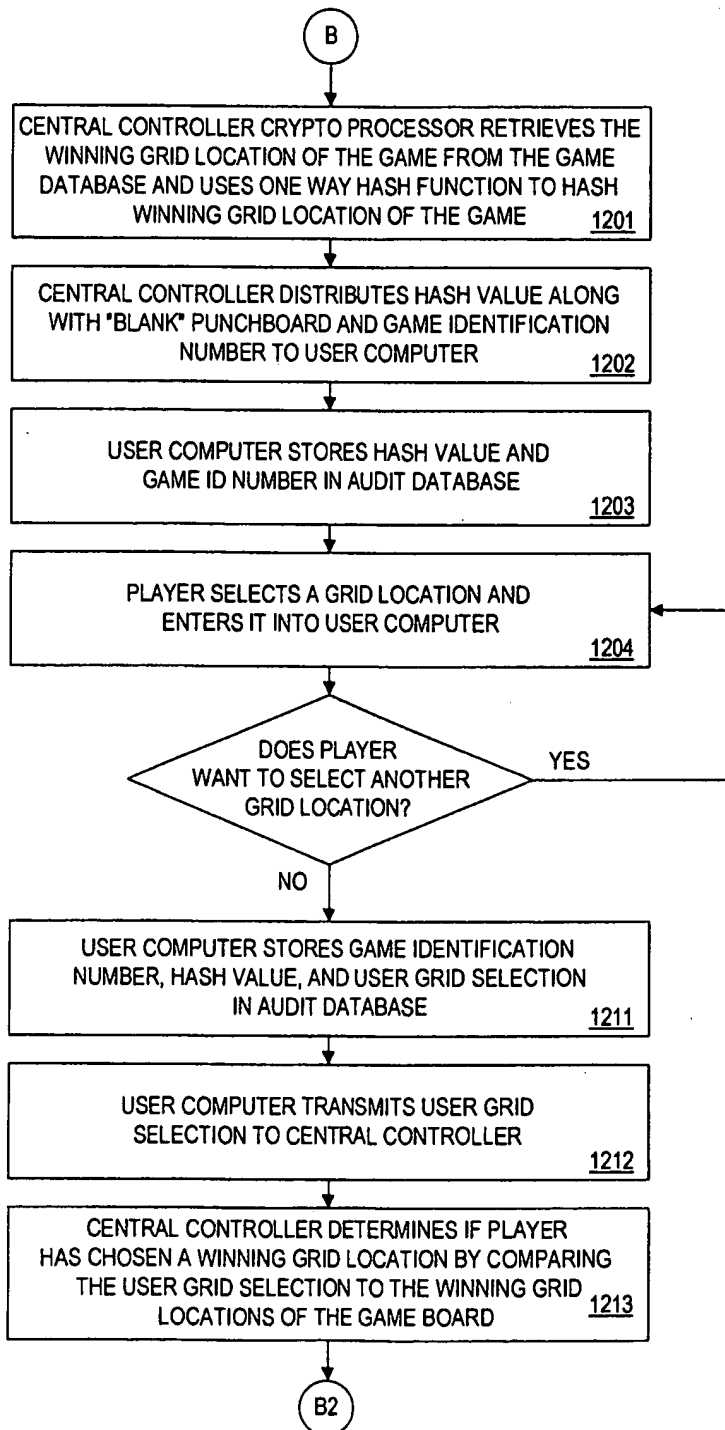 B
CENTRAL CONTROLLER CRYPTO PROCESSOR RETRIEVES THE
WINNING GRID LOCATION OF THE GAME FROM THE GAME
DATABASE AND USES ONE WAY HASH FUNCTION TO HASH
WINNING GRID LOCATION OF THE GAME
1201
CENTRAL CONTROLLER DISTRIBUTES HASH VALUE ALONG
WITH "BLANK" PUNCHBOARD AND GAME IDENTIFICATION
NUMBER TO USER COMPUTER
1202
USER COMPUTER STORES HASH VALUE AND
GAME ID NUMBER IN AUDIT DATABASE
1203
PLAYER SELECTS A GRID LOCATION AND
ENTERS IT INTO USER COMPUTER
1204
DOES PLAYER
WANT TO SELECT ANOTHER
GRID LOCATION?
YES
NO
USER COMPUTER STORES GAME IDENTIFICATION
NUMBER, HASH VALUE, AND USER GRID SELECTION
IN AUDIT DATABASE
1211
USER COMPUTER TRANSMITS USER GRID
SELECTION TO CENTRAL CONTROLLER
1212
CENTRAL CONTROLLER DETERMINES IF PLAYER
HAS CHOSEN A WINNING GRID LOCATION BY COMPARING
THE USER GRID SELECTION TO THE WINNING GRID
LOCATIONS OF THE GAME BOARD
1213
B2